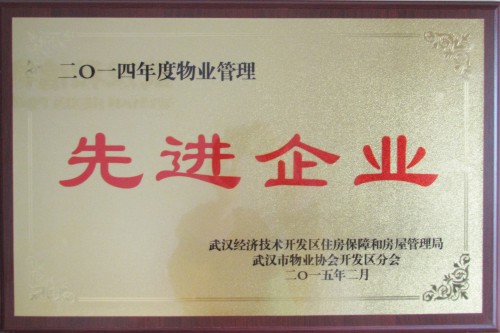 二〇一四年度物业管理
先进企业
武汉经济技术开发区住房保障和房屋管理局
武汉市物业协会开发区分会
二〇一五年二月